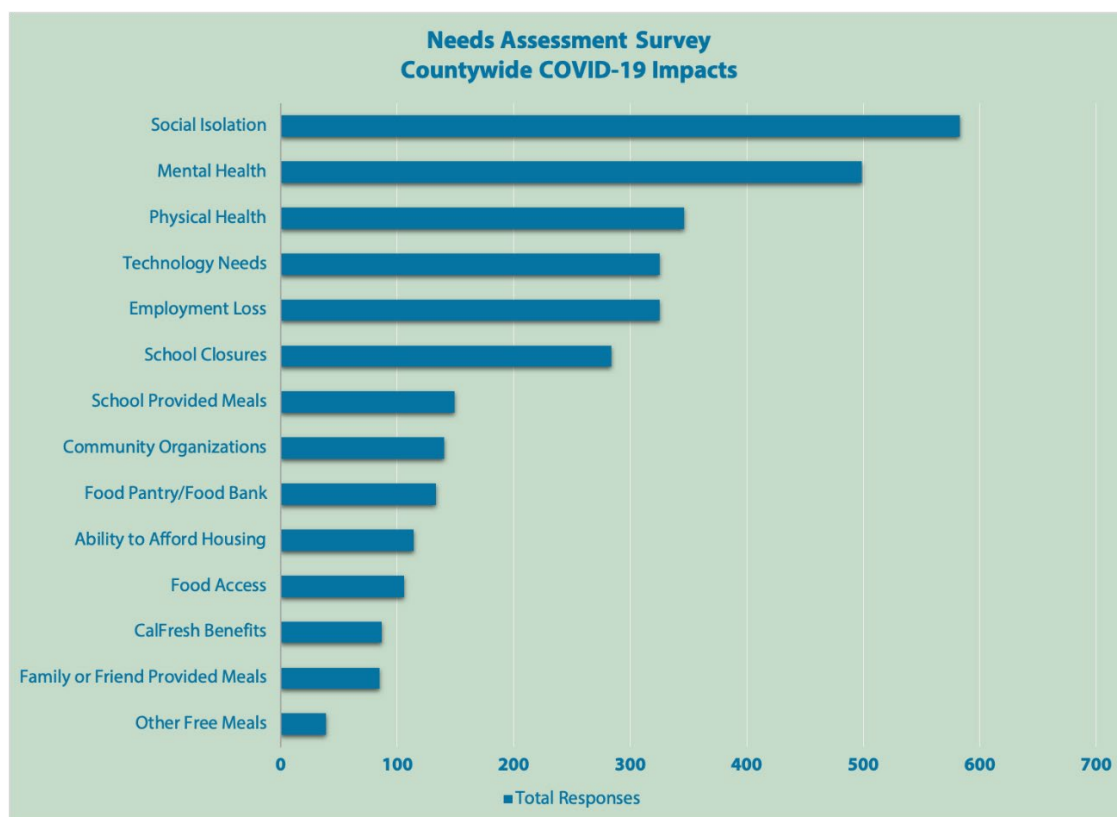 Needs Assessment Survey
Countywide COVID-19 Impacts
Social Isolation
Mental Health
Physical Health
Technology Needs
Employment Loss
School Closures
School Provided Meals
Community Organizations
Food Pantry/Food Bank
Ability to Afford Housing
Food Access
CalFresh Benefits
Family or Friend Provided Meals
Other Free Meals
0 100 200 300 400 500 600 700
Total Responses